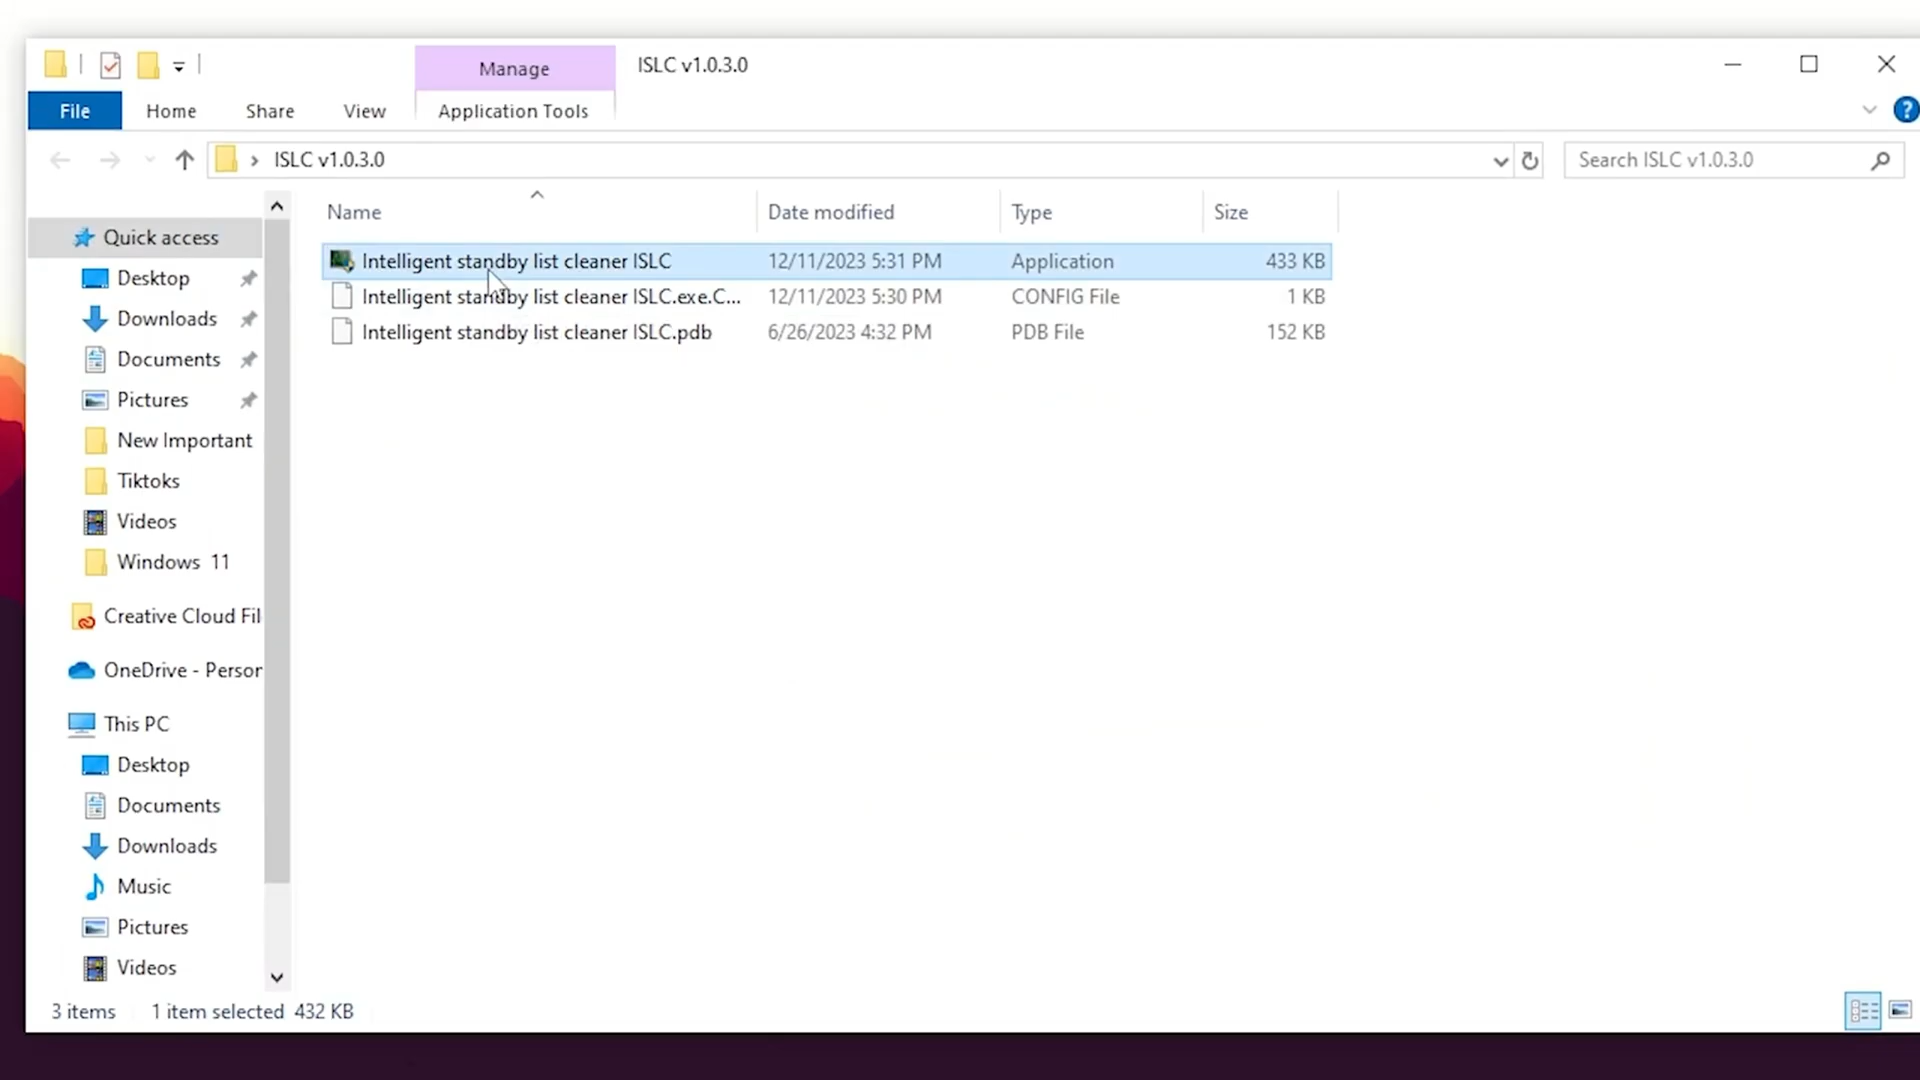 Manage
ISLC v1.0.3.0
File
Home
Share
View
Application Tools
?
ISLC v1.0.3.0
Search ISLC v1.0.3.0
Name
Date modified
Type
Size
Quick access
Desktop
Downloads
Documents
Pictures
New Important
Tiktoks
Videos
Windows 11
Creative Cloud Fil
OneDrive - Person
This PC
Desktop
Documents
Downloads
Music
Pictures
Videos
Intelligent standby list cleaner ISLC 12/11/2023 5:31 PM Application 433 KB
Intelligent standby list cleaner ISLC.exe.C... 12/11/2023 5:30 PM CONFIG File 1 KB
Intelligent standby list cleaner ISLC.pdb 6/26/2023 4:32 PM PDB File 152 KB
3 items 1 item selected 432 KB